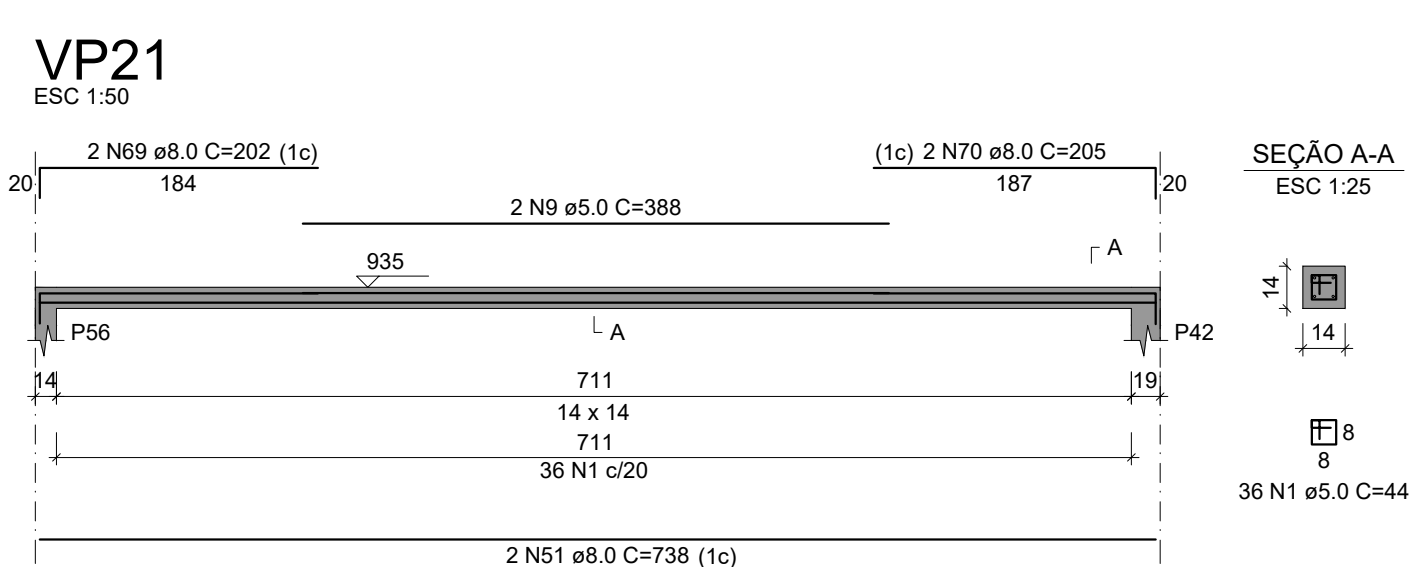 VP21
ESC 1:50
2 N69 ø8.0 C=202 (1c)
20
184
(1c) 2 N70 ø8.0 C=205
187
20
2 N9 ø5.0 C=388
935
A
A
P56
P42
14
711
19
14 x 14
711
36 N1 c/20
2 N51 ø8.0 C=738 (1c)
SEÇÃO A-A
ESC 1:25
14
14
8
8
36 N1 ø5.0 C=44